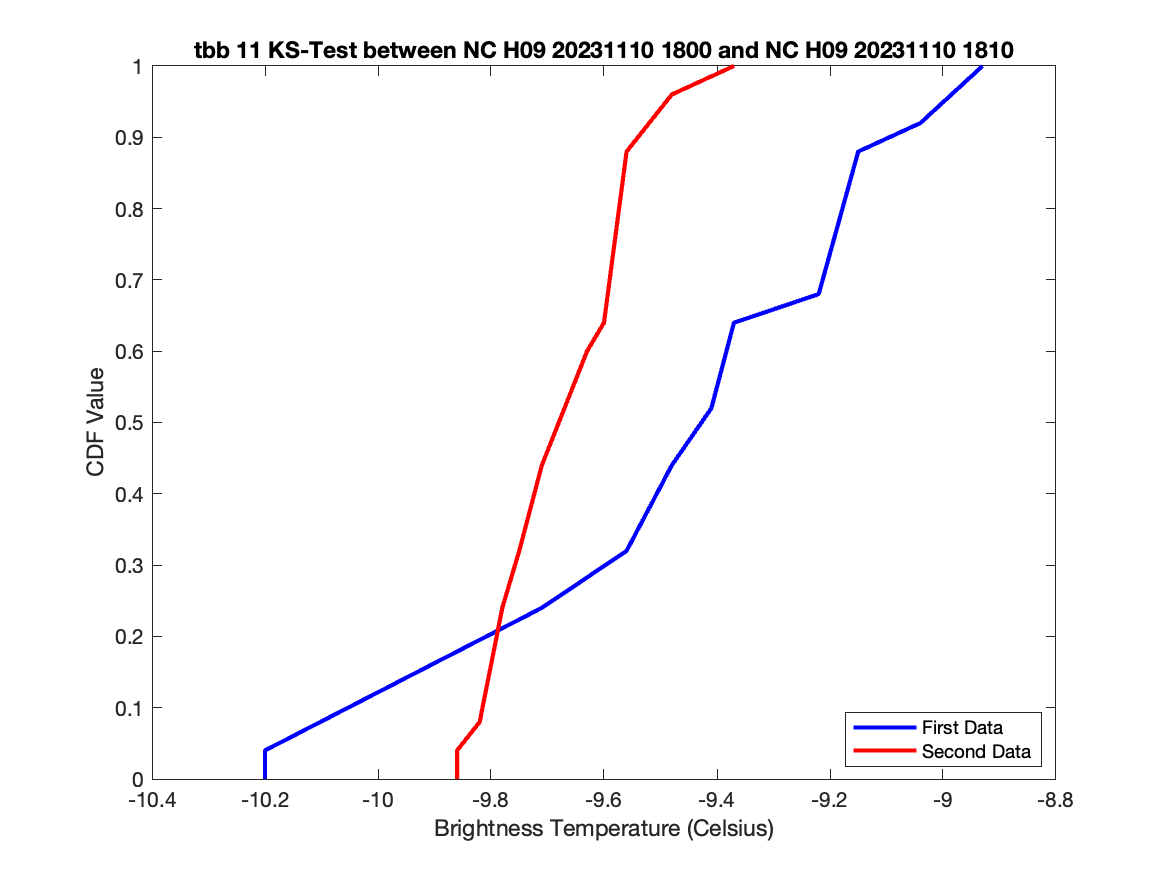 tbb 11 KS-Test between NC H09 20231110 1800 and NC H09 20231110 1810
1
0.9
0.8
0.7
0.6
0.5
0.4
0.3
0.2
0.1
0
CDF Value
First Data
Second Data
-10.4 -10.2 -10 -9.8 -9.6 -9.4 -9.2 -9 -8.8
Brightness Temperature (Celsius)